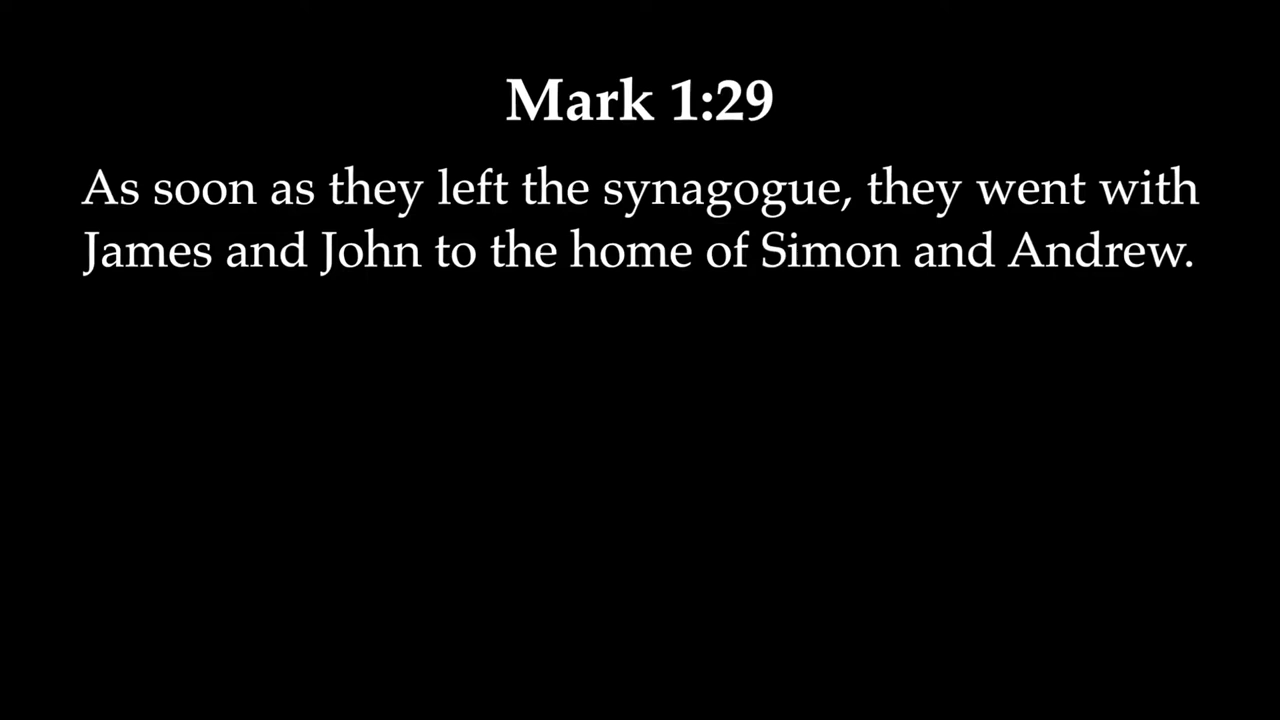 Mark 1:29
As soon as they left the synagogue, they went with
James and John to the home of Simon and Andrew.